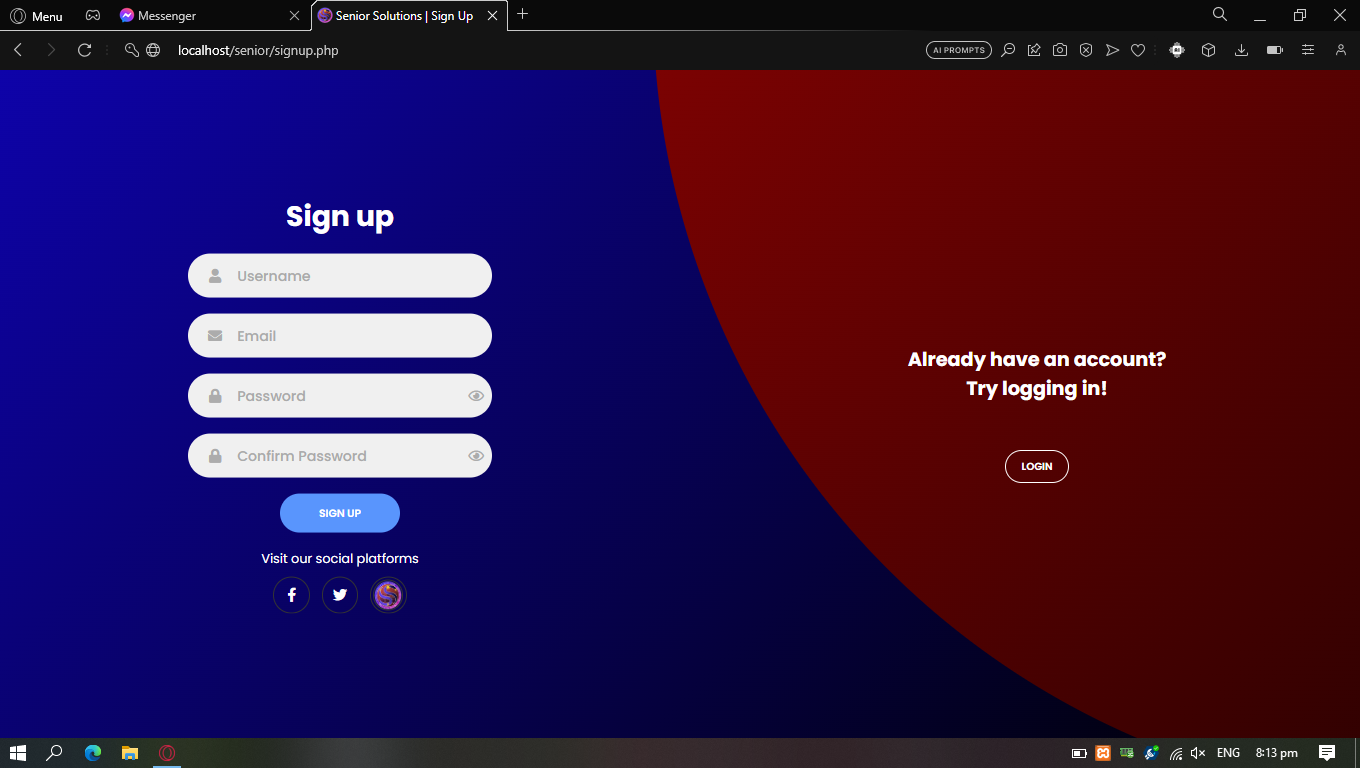 Menu
Messenger
Senior Solutions | Sign Up
localhost/senior/signup.php
AI PROMPTS
Sign up
Username
Email
Password
Confirm Password
SIGN UP
Visit our social platforms
Already have an account?
Try logging in!
LOGIN
ENG
8:13 pm